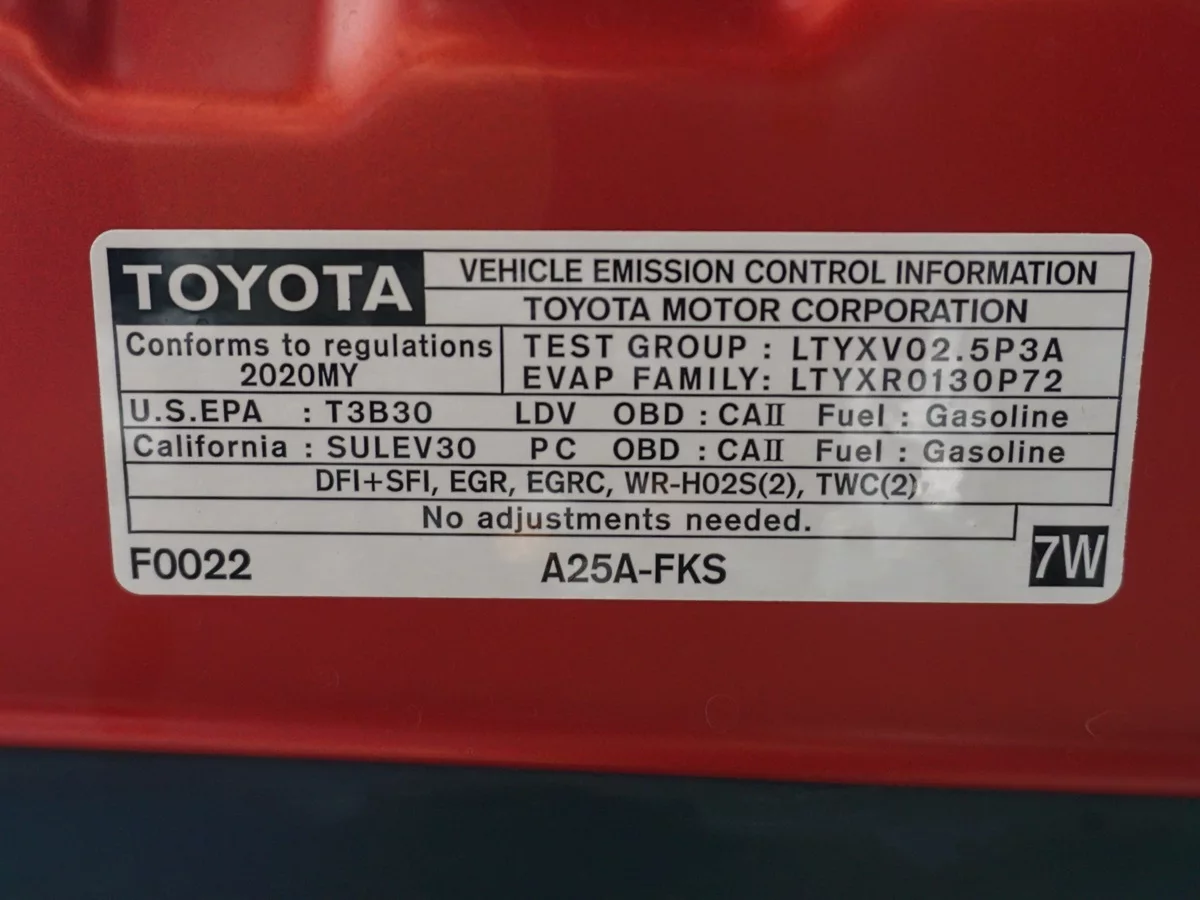 TOYOTA
VEHICLE EMISSION CONTROL INFORMATION
TOYOTA MOTOR CORPORATION
Conforms to regulations
2020MY
TEST GROUP : LTYXV02.5P3A
EVAP FAMILY: LTYXR0130P72
U.S.EPA : T3B30 LDV OBD : CAⅡ Fuel : Gasoline
California : SULEV30 PC OBD : CAⅡ Fuel : Gasoline
DFI+SFI, EGR, EGRC, WR-HO2S(2), TWC(2)
No adjustments needed.
F0022 A25A-FKS 7W